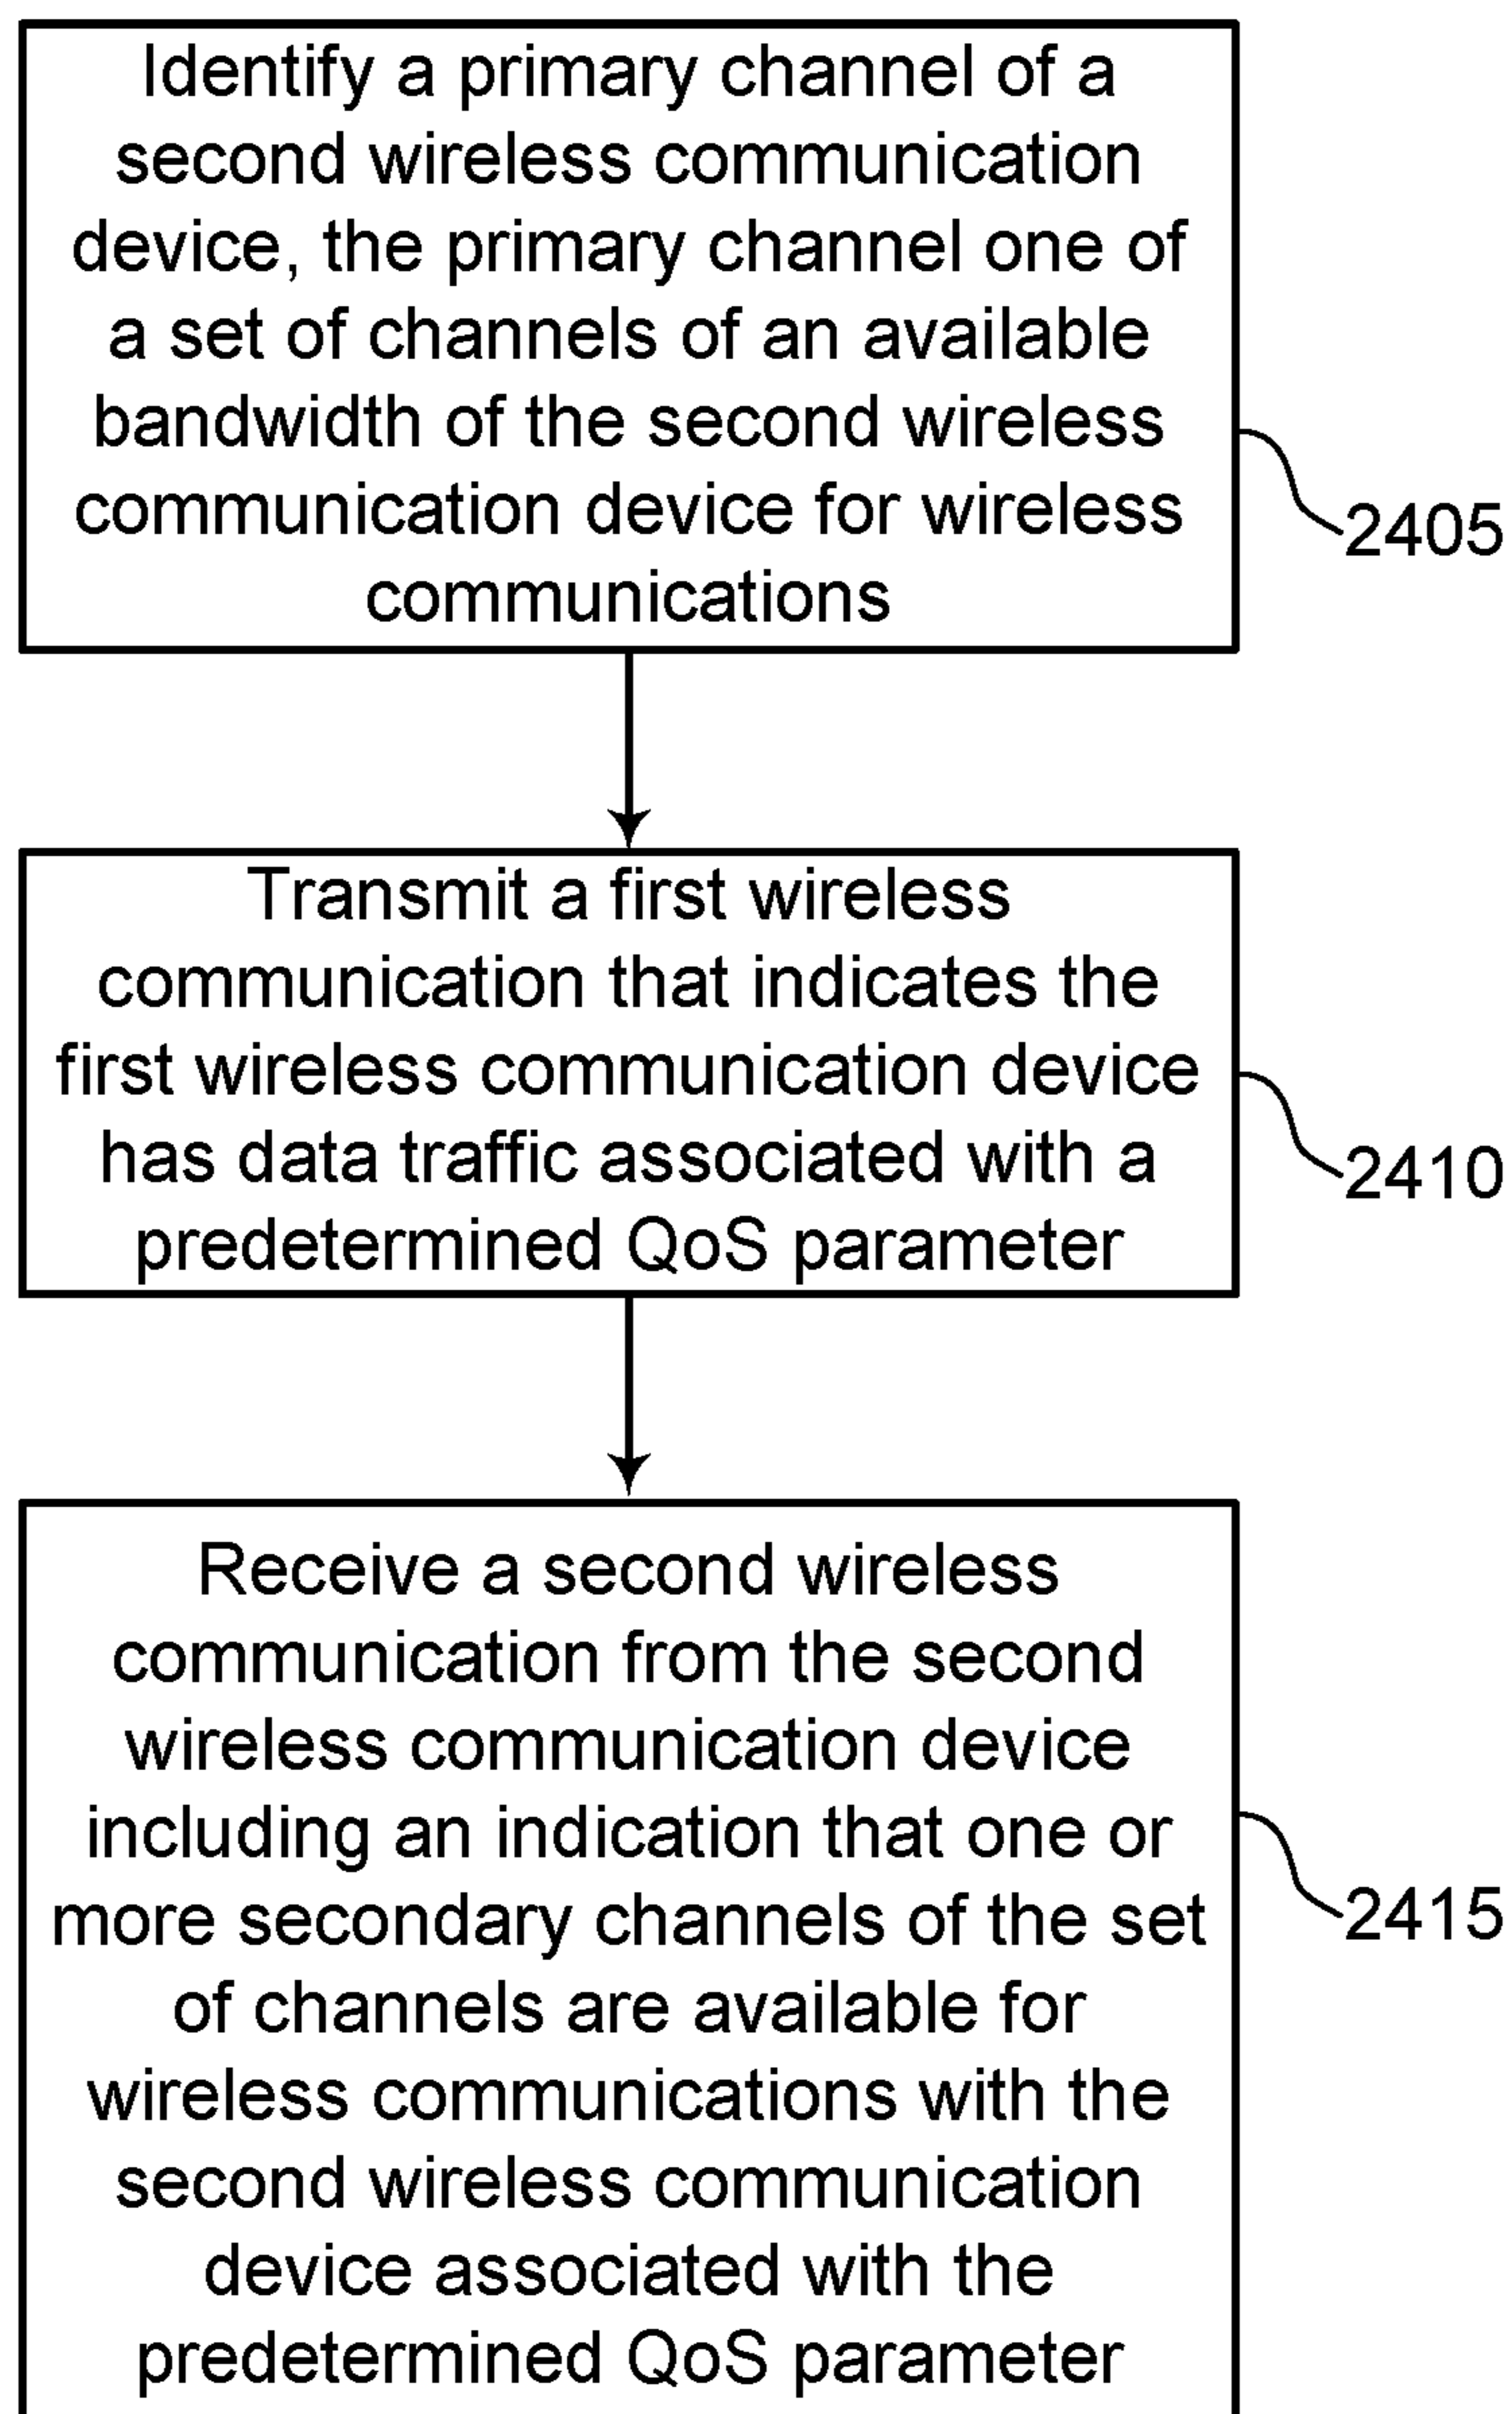 Identify a primary channel of a
second wireless communication
device, the primary channel one of
a set of channels of an available
bandwidth of the second wireless
communication device for wireless
communications
2405
Transmit a first wireless
communication that indicates the
first wireless communication device
has data traffic associated with a
predetermined QoS parameter
2410
Receive a second wireless
communication from the second
wireless communication device
including an indication that one or
more secondary channels of the set
of channels are available for
wireless communications with the
second wireless communication
device associated with the
predetermined QoS parameter
2415